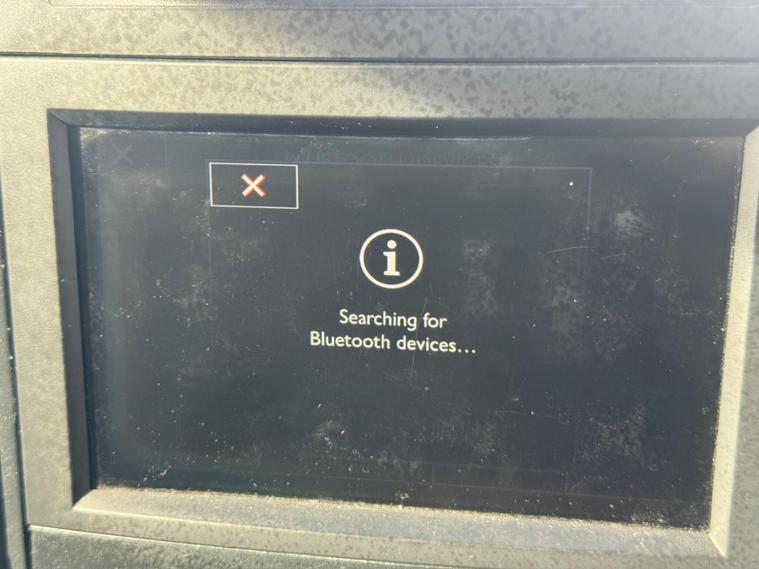 Searching for
Bluetooth devices...